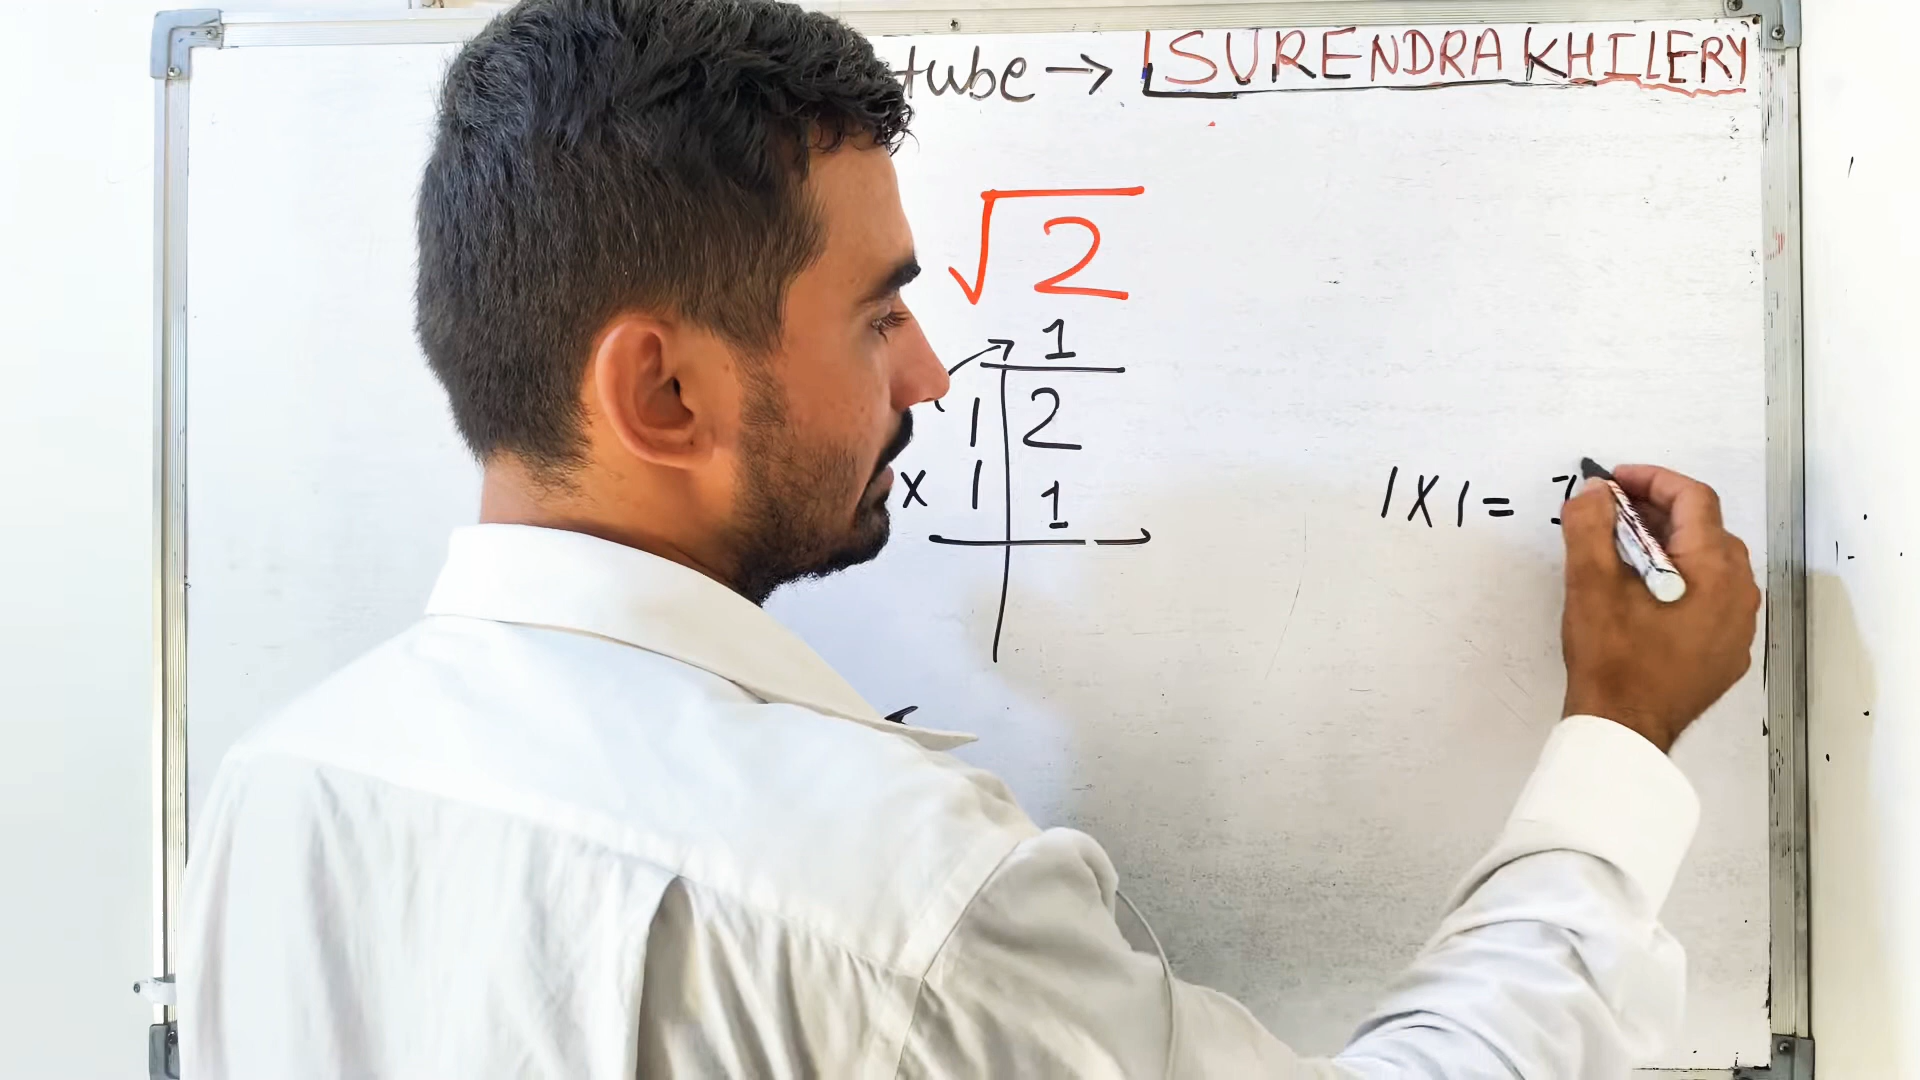 tube → SURENDRA KHILERY
√2
1
1 2
x 1 1
1x1=